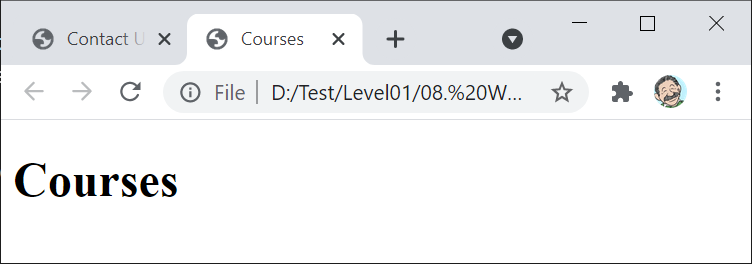 Contact U
Courses
File
D:/Test/Level01/08.%20W...
Courses